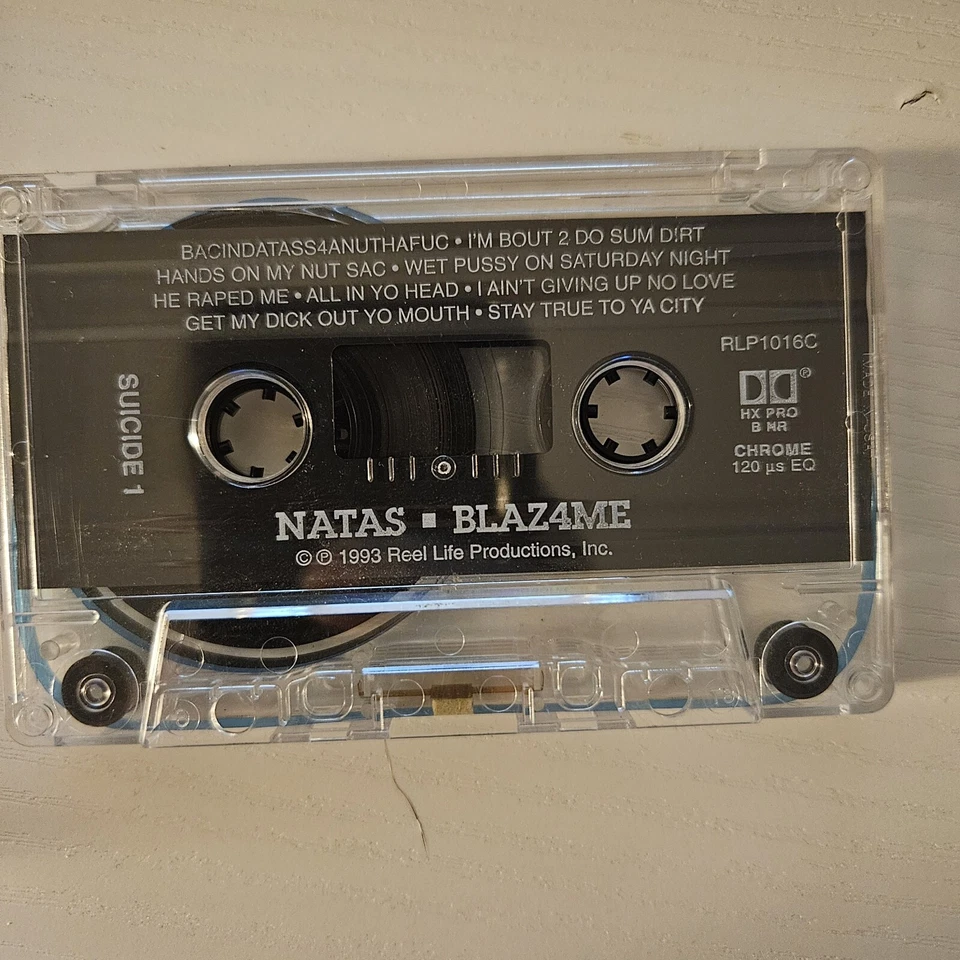 BACINDATASS4ANUTHAFUC • I'M BOUT 2 DO SUM DIRT
HANDS ON MY NUT SAC • WET PUSSY ON SATURDAY NIGHT
HE RAPED ME • ALL IN YO HEAD • I AIN'T GIVING UP NO LOVE
GET MY DICK OUT YO MOUTH • STAY TRUE TO YA CITY
RLP1016C
SUICIDE 1
HX PRO
B NR
CHROME
120 µs EQ
NATAS ▪ BLAZ4ME
© ℗ 1993 Reel Life Productions, Inc.